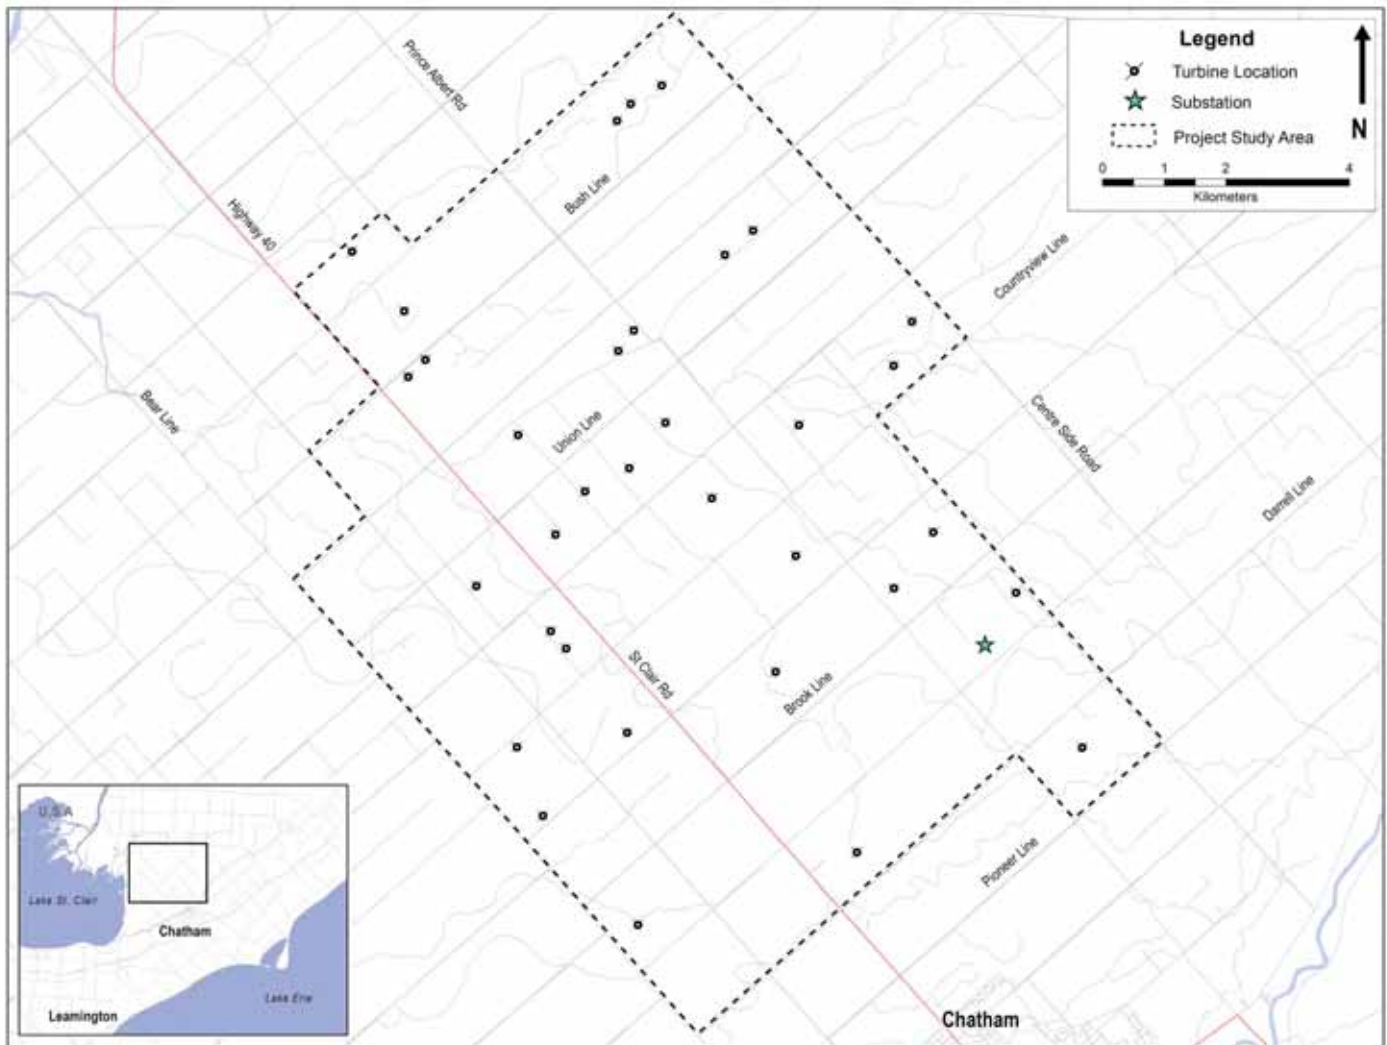 Legend
Turbine Location
Substation
Project Study Area
N
0 1 2 4
Kilometers
Prince Albert Rd
Bush Line
Highway 40
Countryview Line
Bear Line
Union Line
Centre Side Road
Darrell Line
St Clair Rd
Brook Line
Pioneer Line
Chatham
U.S.A
Lake St. Clair
Chatham
Lake Erie
Leamington